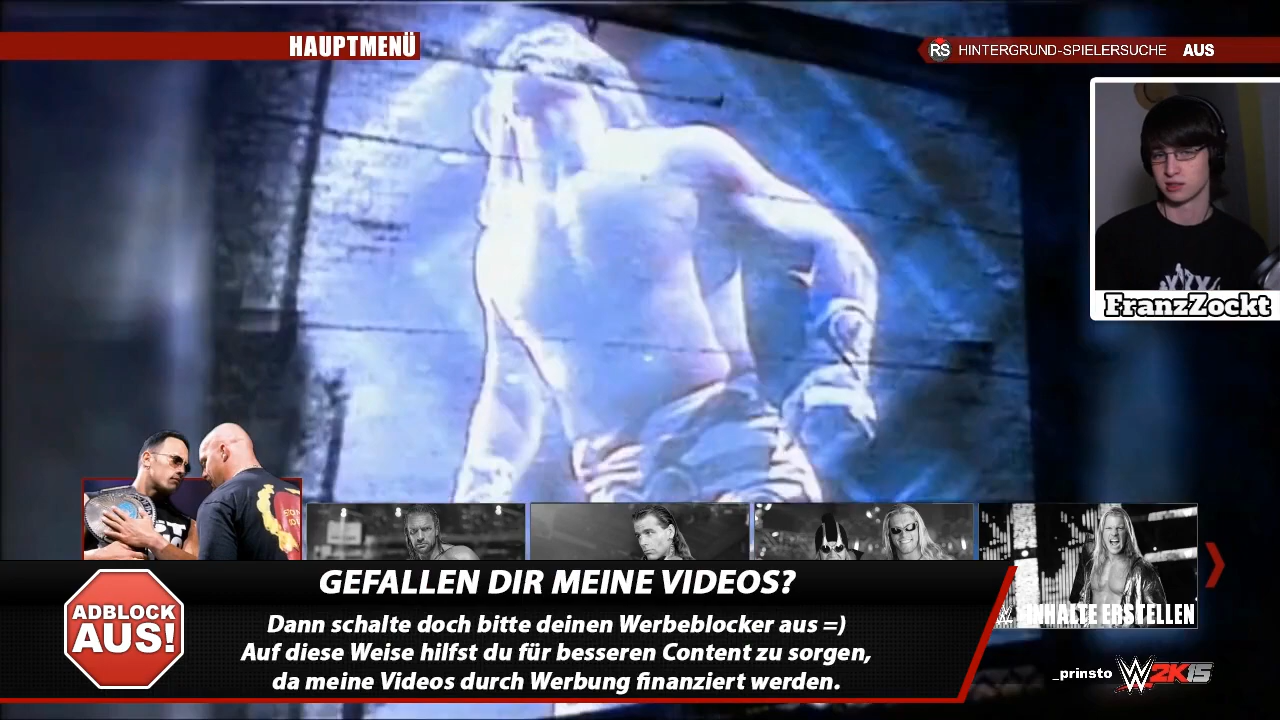 HAUPTMENÜ
RS HINTERGRUND-SPIELERSUCHE AUS
FranzZockt
INHALTE ERSTELLEN
GEFALLEN DIR MEINE VIDEOS?
ADBLOCK
AUS!
Dann schalte doch bitte deinen Werbeblocker aus =)
Auf diese Weise hilfst du für besseren Content zu sorgen,
da meine Videos durch Werbung finanziert werden.
_prinsto W 2K15